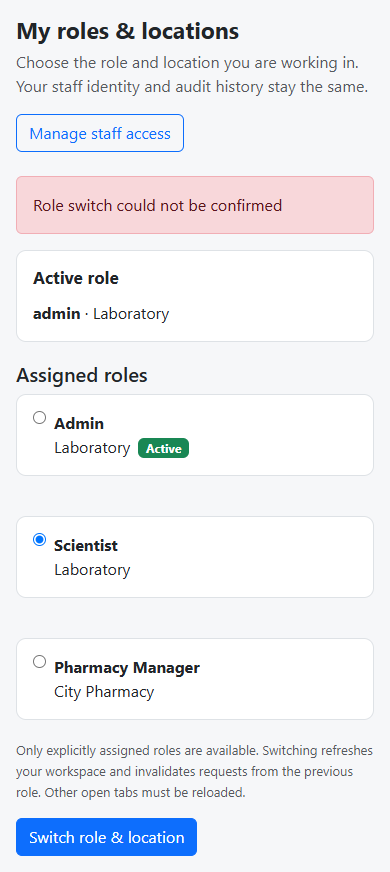 My roles & locations
Choose the role and location you are working in.
Your staff identity and audit history stay the same.
Manage staff access
Role switch could not be confirmed
Active role
admin · Laboratory
Assigned roles
Admin
Laboratory Active
Scientist
Laboratory
Pharmacy Manager
City Pharmacy
Only explicitly assigned roles are available. Switching refreshes
your workspace and invalidates requests from the previous
role. Other open tabs must be reloaded.
Switch role & location